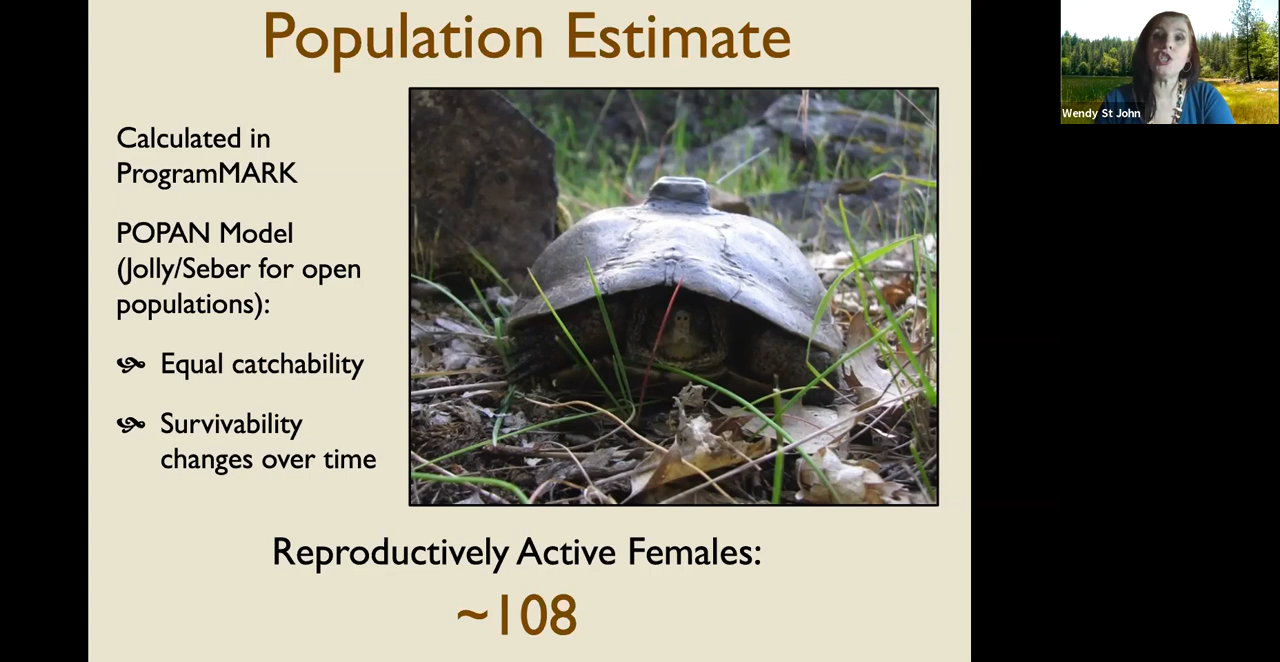 Population Estimate
Calculated in
ProgramMARK
POPAN Model
(Jolly/Seber for open
populations):
Equal catchability
Survivability
changes over time
Reproductively Active Females:
~108
Wendy St John